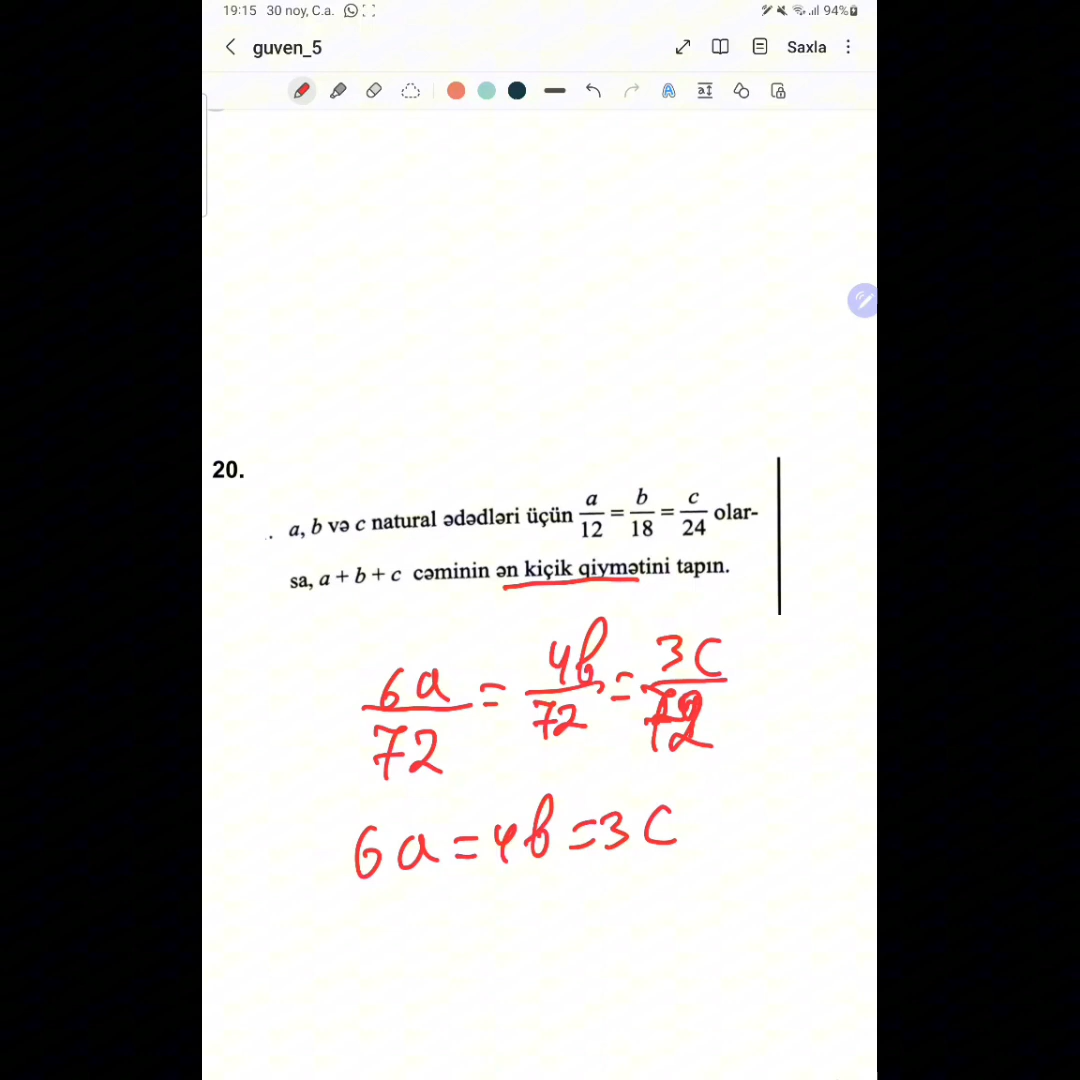 19:15 30 noy, C.a. 94%
guven_5 Saxla
20.
. a, b və c natural ədədləri üçün a/12 = b/18 = c/24 olar-
sa, a + b + c cəminin ən kiçik qiymətini tapın.
6a/72 = 4b/72 = 3c/72
6a = 4b = 3c